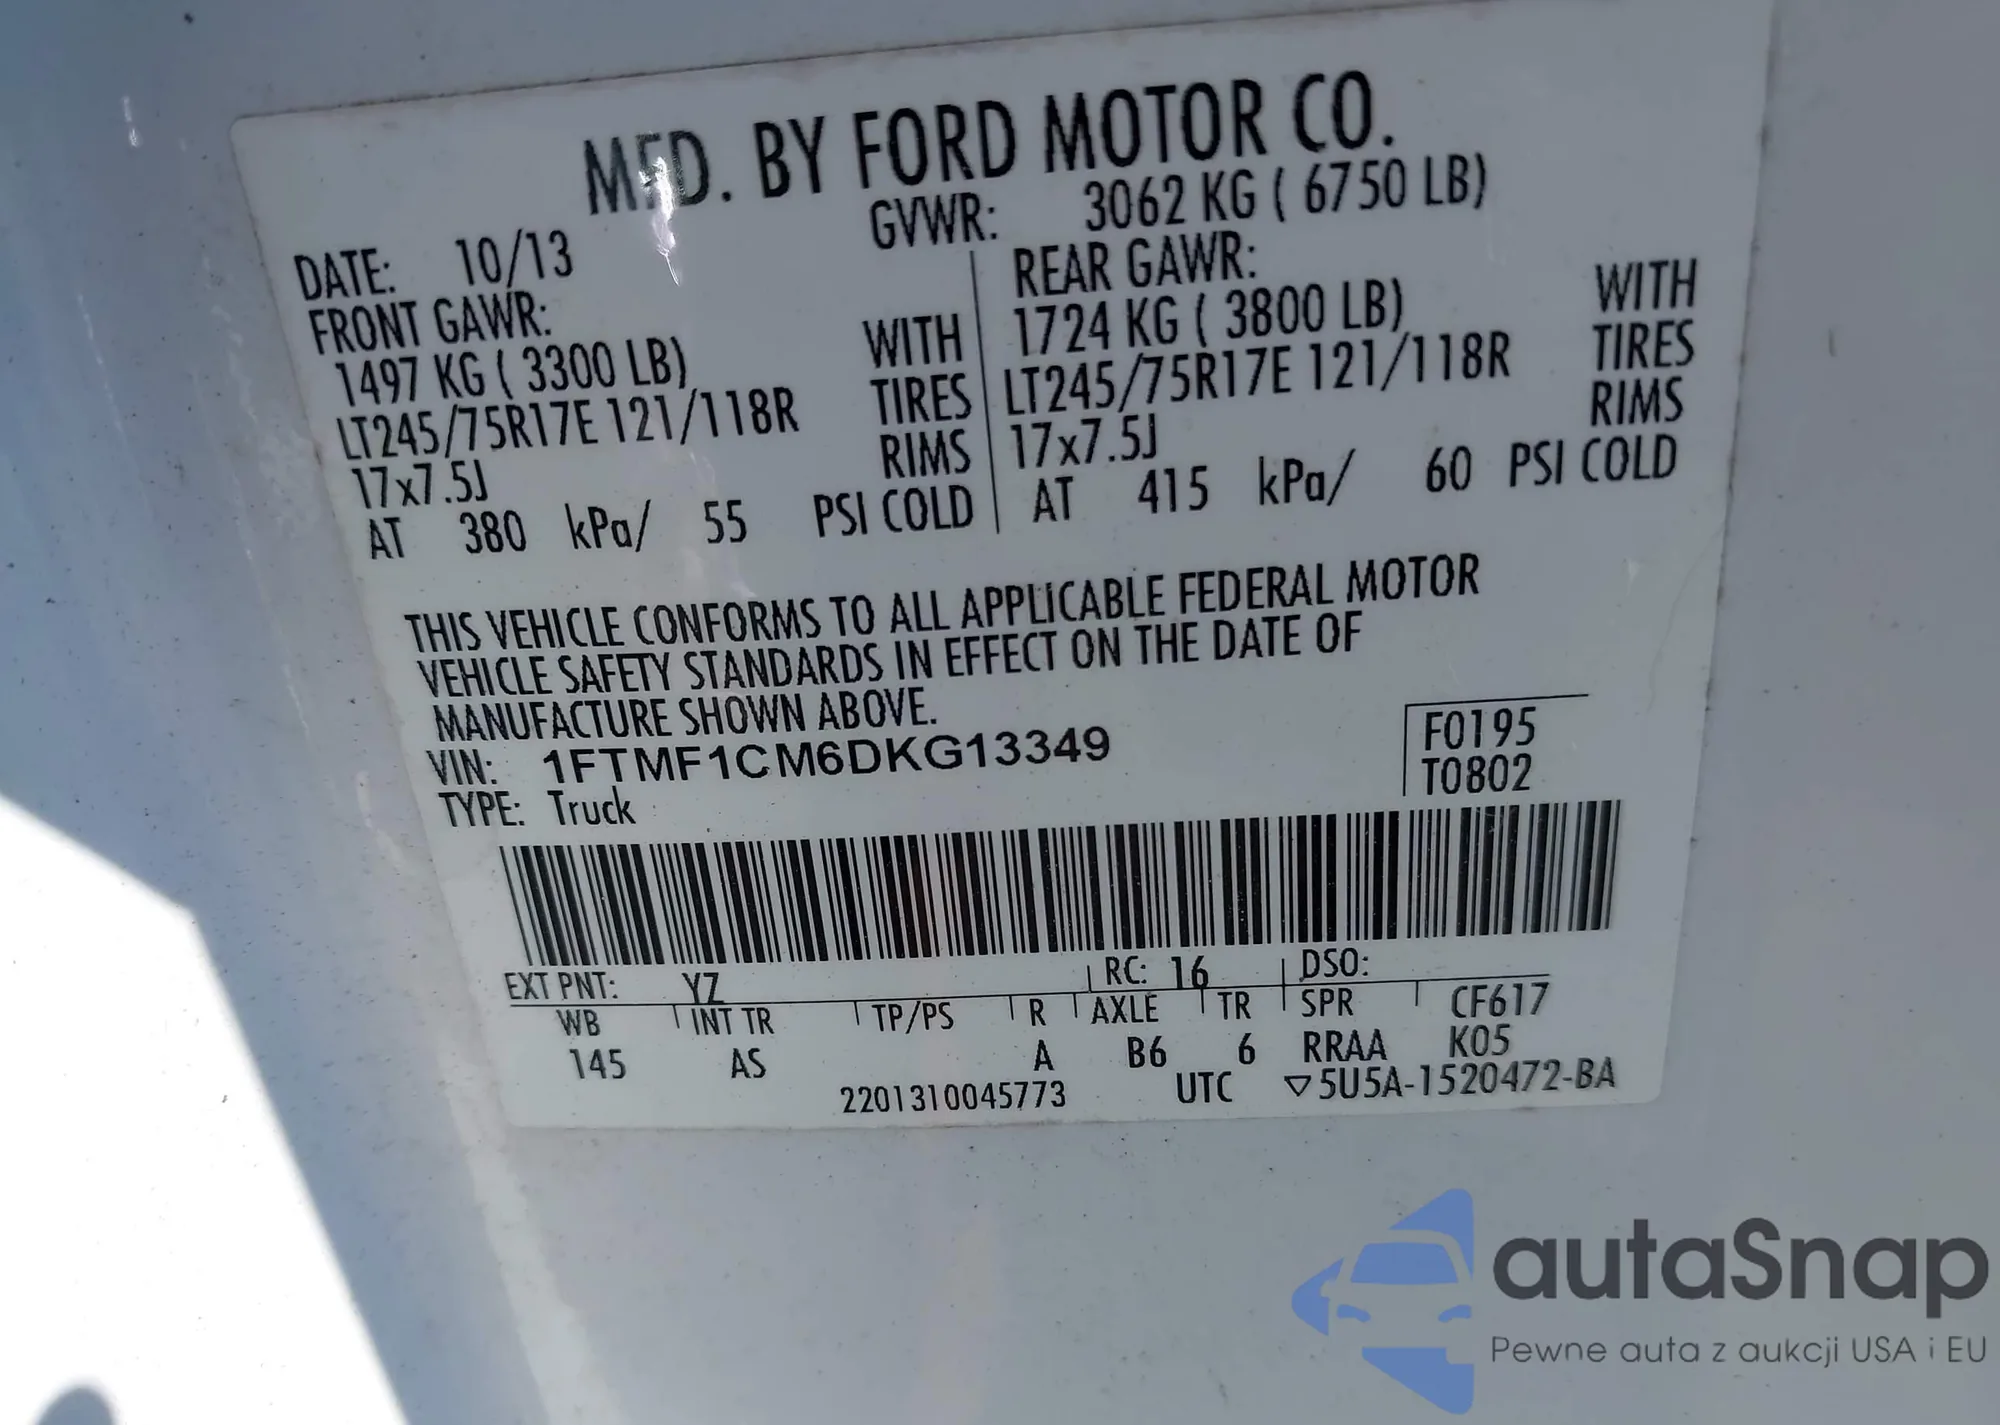 MFD. BY FORD MOTOR CO.
DATE: 10/13 GVWR: 3062 KG ( 6750 LB)
FRONT GAWR: REAR GAWR:
1497 KG ( 3300 LB) WITH 1724 KG ( 3800 LB) WITH
LT245/75R17E 121/118R TIRES LT245/75R17E 121/118R TIRES
17x7.5J RIMS 17x7.5J RIMS
AT 380 kPa/ 55 PSI COLD AT 415 kPa/ 60 PSI COLD
THIS VEHICLE CONFORMS TO ALL APPLICABLE FEDERAL MOTOR
VEHICLE SAFETY STANDARDS IN EFFECT ON THE DATE OF
MANUFACTURE SHOWN ABOVE.
VIN: 1FTMF1CM6DKG13349 F0195
TYPE: Truck T0802
EXT PNT: YZ RC: 16 DSO:
WB INT TR TP/PS R AXLE TR SPR CF617
145 AS A B6 6 RRAA K05
2201310045773 UTC ▽5U5A-1520472-BA
autaSnap
Pewne auta z aukcji USA i EU